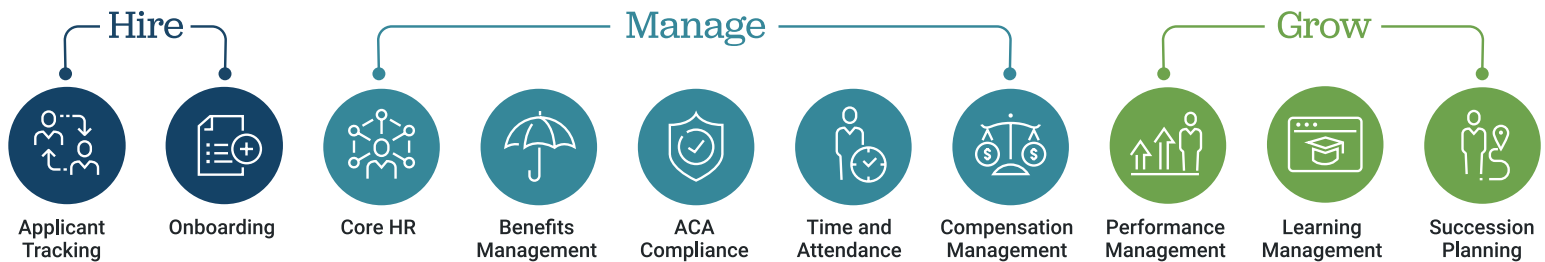 Hire
Applicant
Tracking
Onboarding
Manage
Core HR
Benefits
Management
ACA
Compliance
Time and
Attendance
$ $
Compensation
Management
Grow
Performance
Management
Learning
Management
Succession
Planning